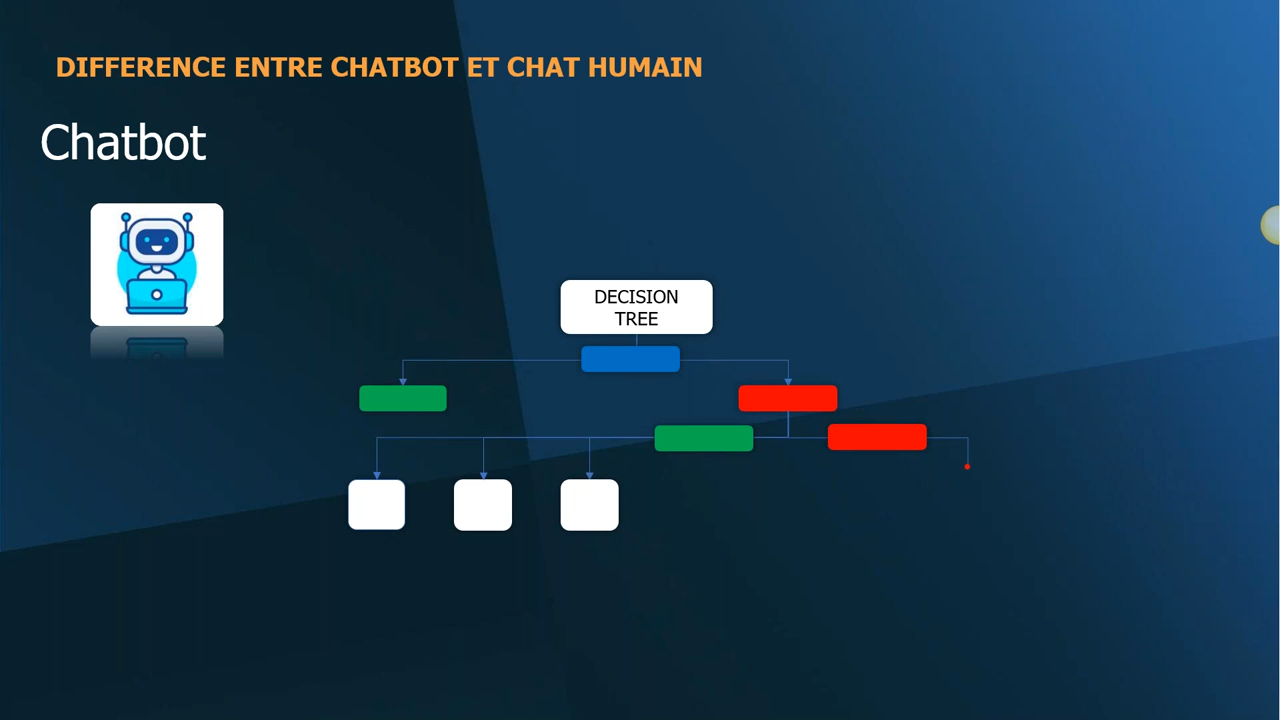 DIFFERENCE ENTRE CHATBOT ET CHAT HUMAIN
Chatbot
DECISION
TREE